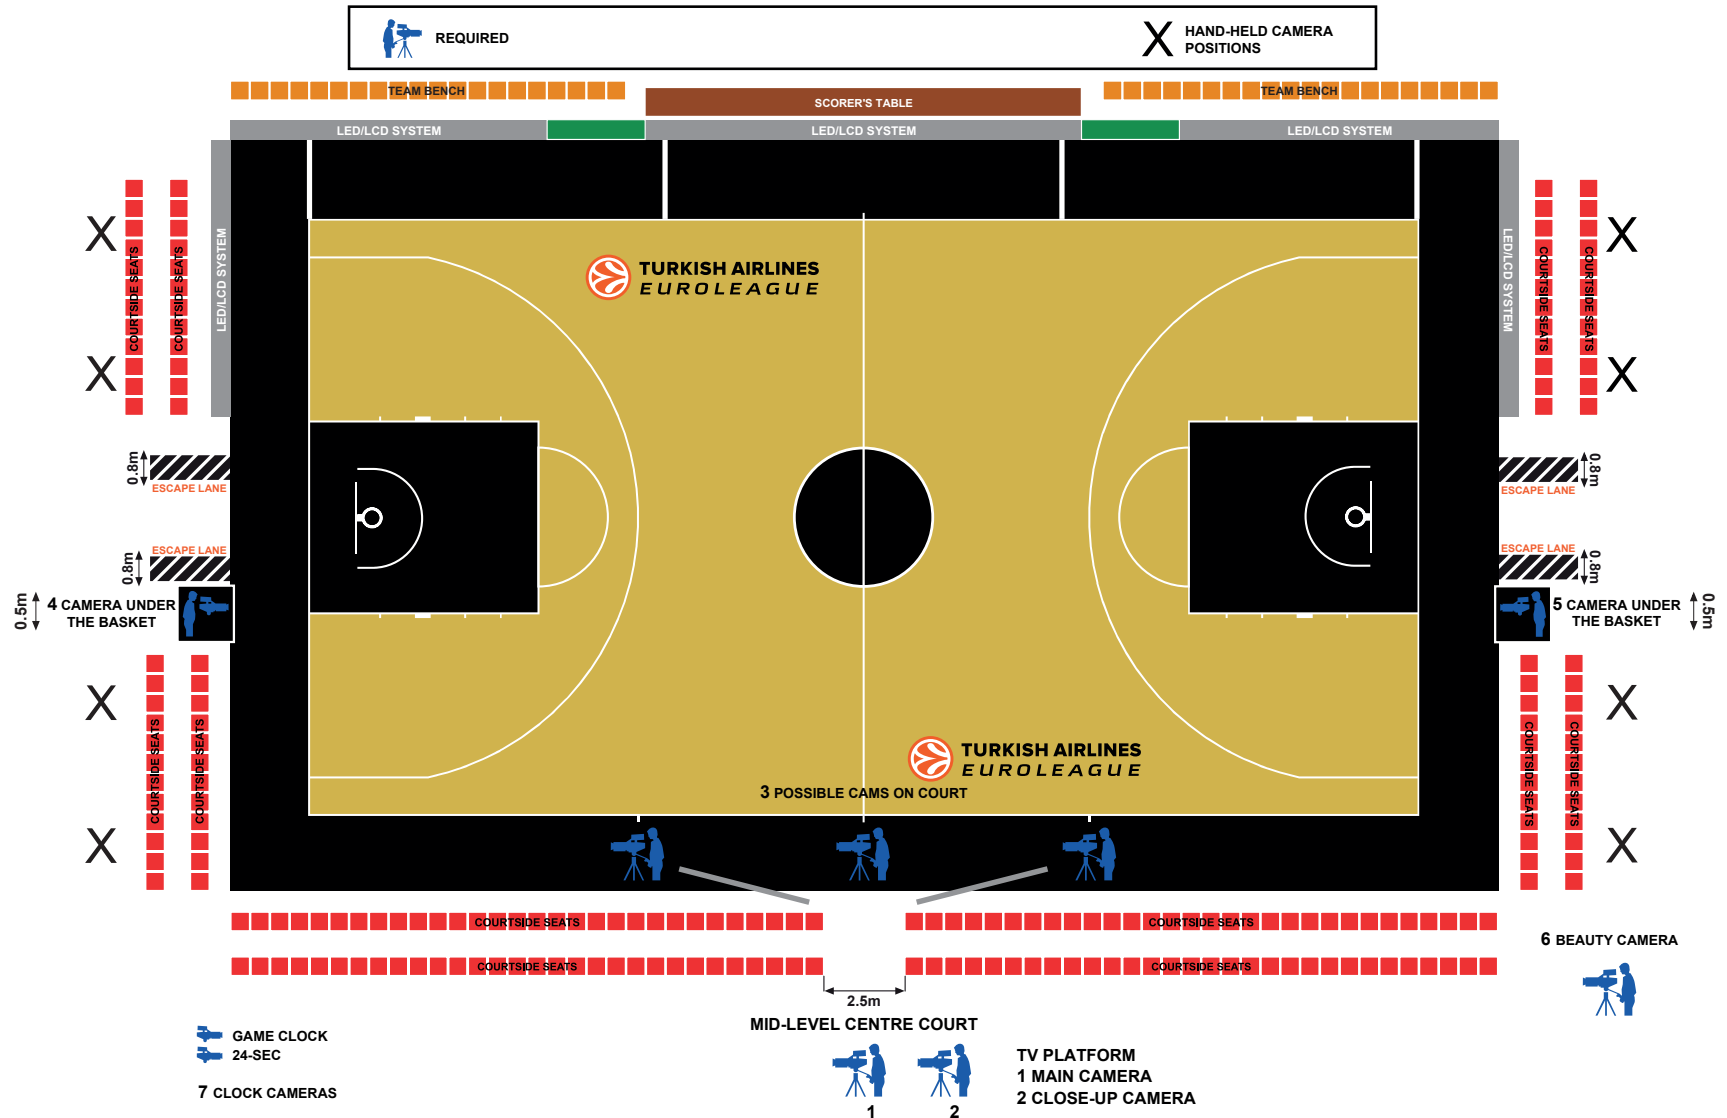 REQUIRED
HAND-HELD CAMERA
POSITIONS
TEAM BENCH
SCORER'S TABLE
TEAM BENCH
LED/LCD SYSTEM
LED/LCD SYSTEM
LED/LCD SYSTEM
X
COURTSIDE SEATS
COURTSIDE SEATS
LED/LCD SYSTEM
X
TURKISH AIRLINES
EUROLEAGUE
LED/LCD SYSTEM
COURTSIDE SEATS
COURTSIDE SEATS
X
X
0.8m
ESCAPE LANE
0.8m
ESCAPE LANE
ESCAPE LANE
0.8m
ESCAPE LANE
0.8m
0.5m
4 CAMERA UNDER
THE BASKET
5 CAMERA UNDER
THE BASKET
0.5m
X
COURTSIDE SEATS
COURTSIDE SEATS
X
TURKISH AIRLINES
EUROLEAGUE
3 POSSIBLE CAMS ON COURT
COURTSIDE SEATS
COURTSIDE SEATS
X
X
COURTSIDE SEATS
COURTSIDE SEATS
COURTSIDE SEATS
COURTSIDE SEATS
6 BEAUTY CAMERA
2.5m
MID-LEVEL CENTRE COURT
GAME CLOCK
24-SEC
7 CLOCK CAMERAS
1
2
TV PLATFORM
1 MAIN CAMERA
2 CLOSE-UP CAMERA